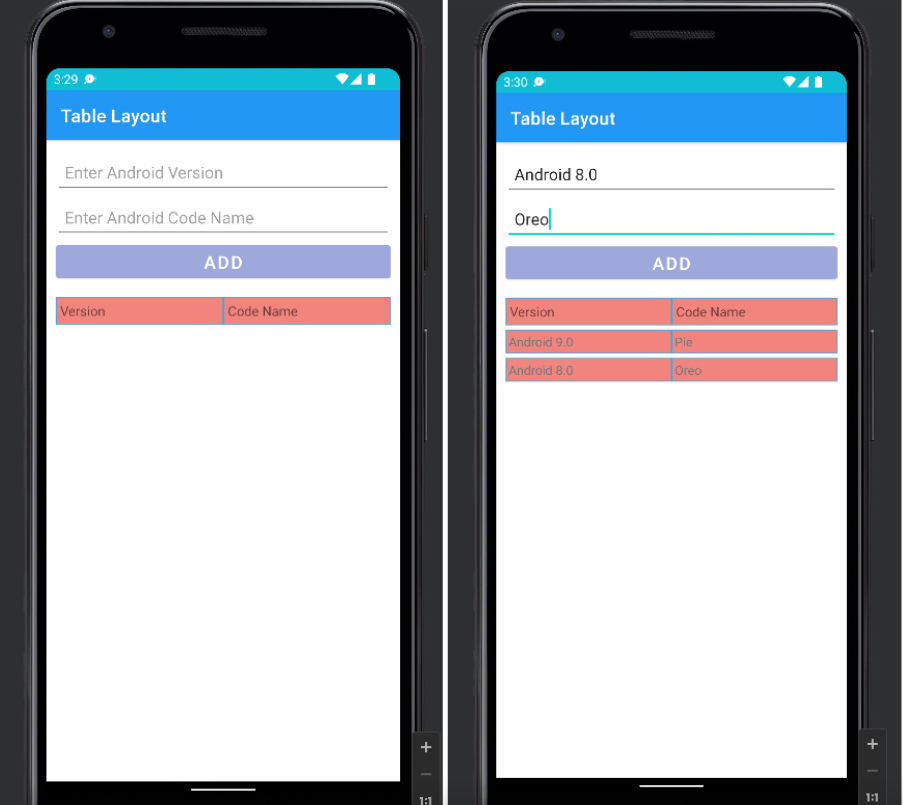 3:29
Table Layout
Enter Android Version
Enter Android Code Name
ADD
Version Code Name
1:1
3:30
Table Layout
Android 8.0
Oreo
ADD
Version Code Name
Android 9.0 Pie
Android 8.0 Oreo
1:1